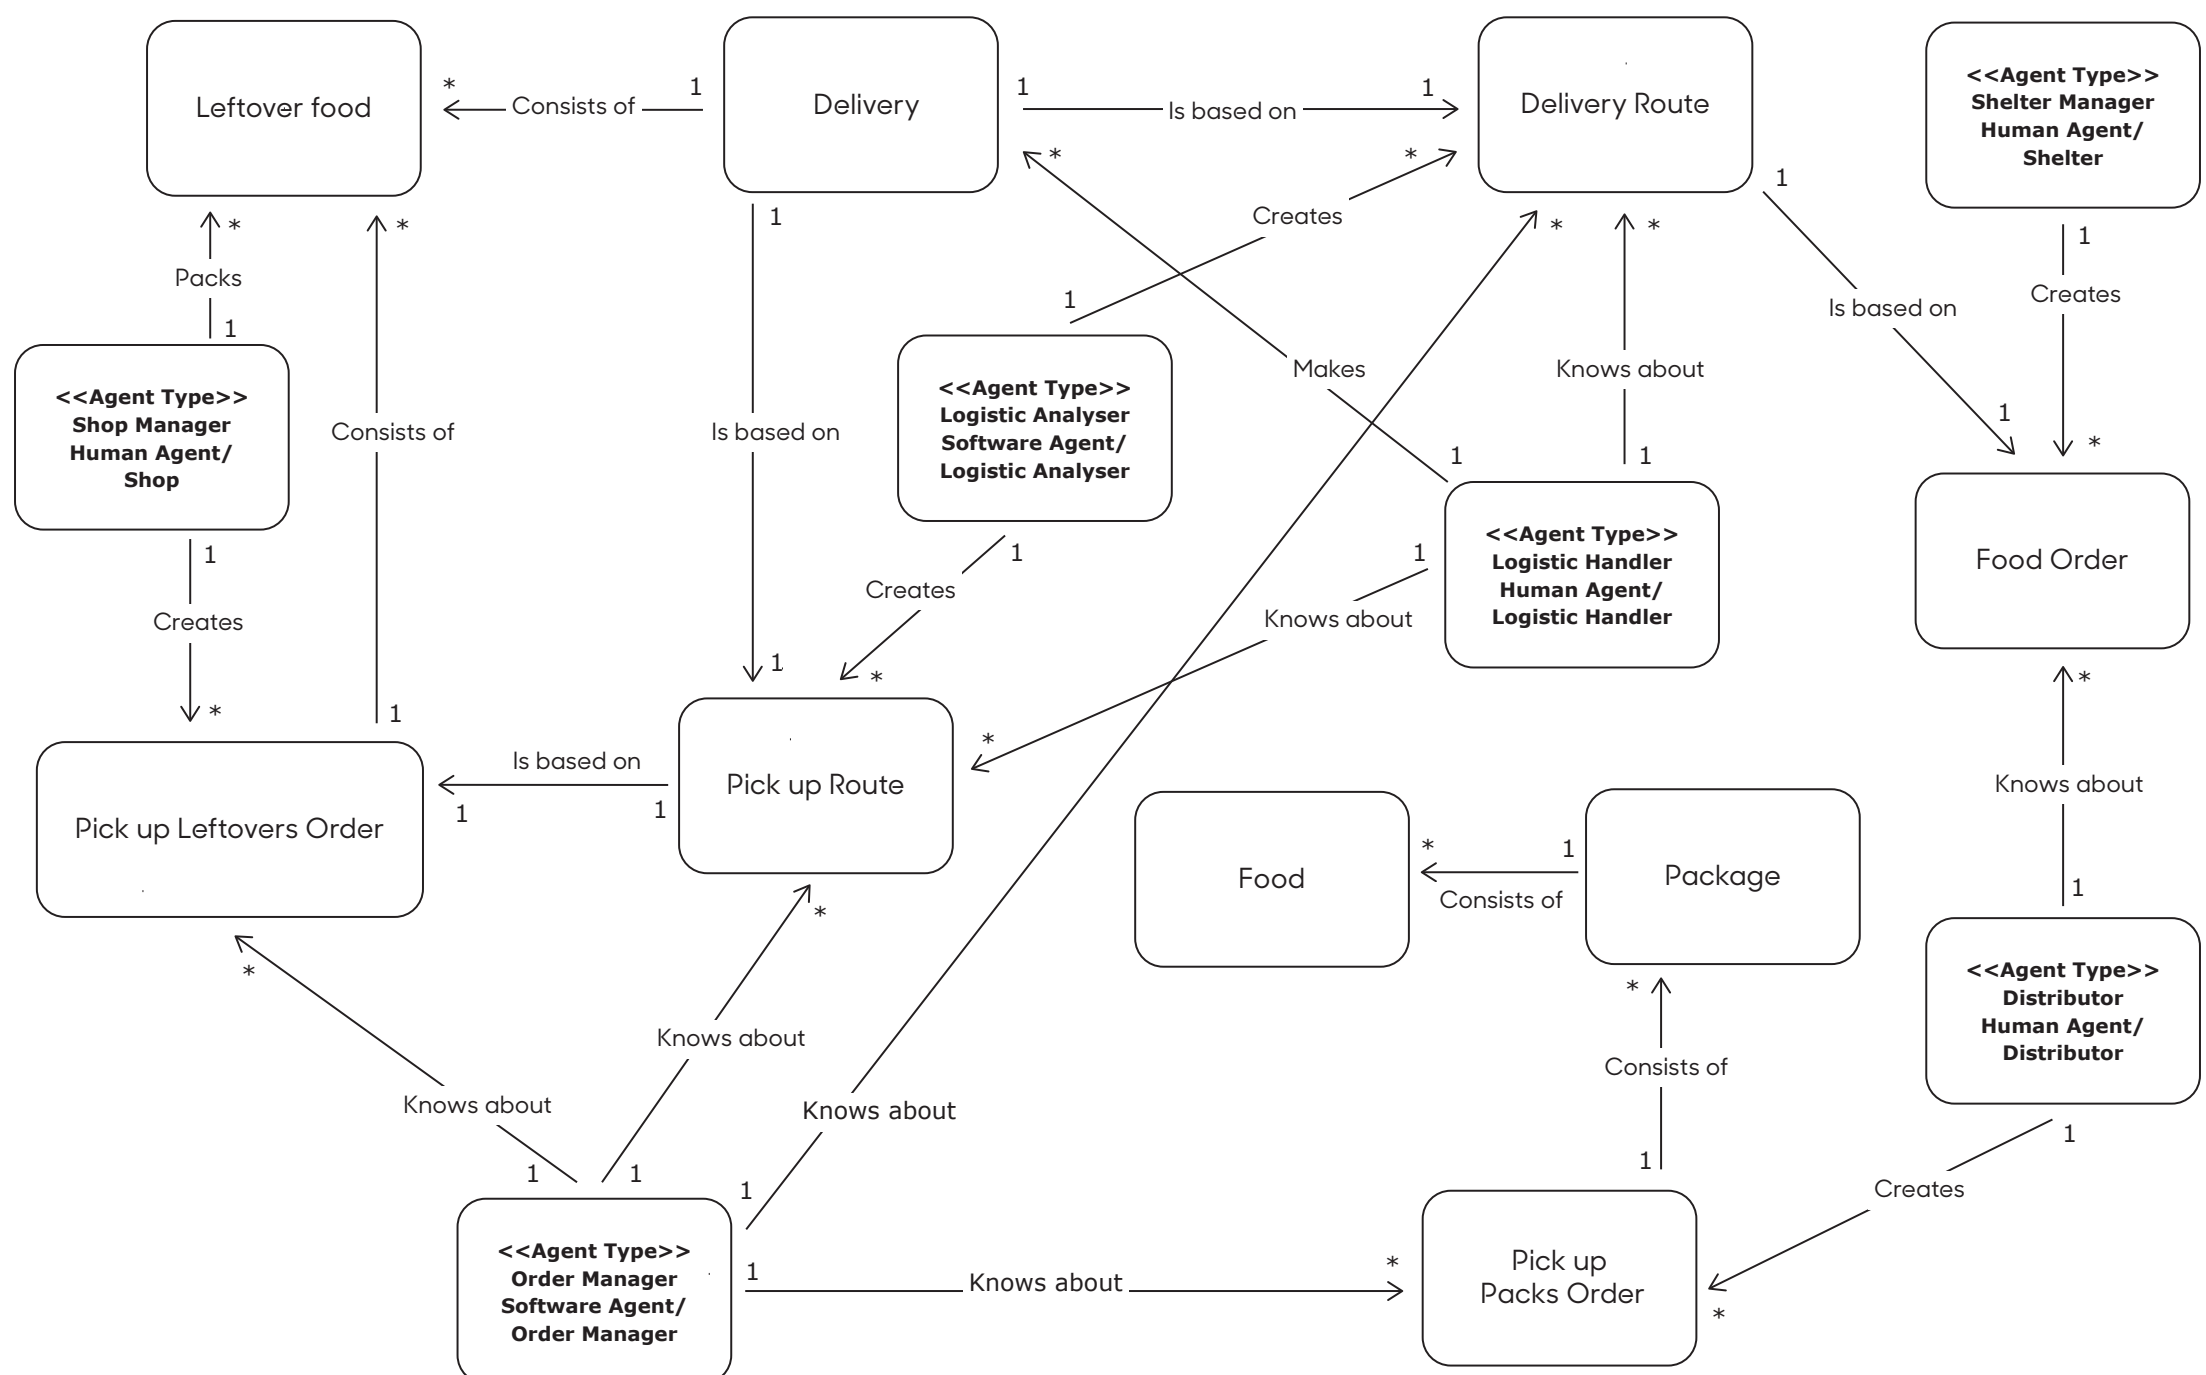 Leftover food
Delivery
Delivery Route
<<Agent Type>>
Shelter Manager
Human Agent/
Shelter
*
Consists of
1
1
Is based on
1
*
*
1
*
*
Packs
1
1
Creates
*
*
1
Creates
*
1
Is based on
1
<<Agent Type>>
Shop Manager
Human Agent/
Shop
Consists of
Is based on
1
<<Agent Type>>
Logistic Analyser
Software Agent/
Logistic Analyser
Makes
1
Knows about
1
<<Agent Type>>
Logistic Handler
Human Agent/
Logistic Handler
Food Order
1
Creates
*
1
Creates
*
1
Knows about
*
1
1
Pick up Leftovers Order
Is based on
1
1
Pick up Route
Food
*
1
Consists of
Package
*
Knows about
1
*
*
Knows about
1
Knows about
1
Knows about
1
*
Consists of
1
<<Agent Type>>
Distributor
Human Agent/
Distributor
1
Creates
*
<<Agent Type>>
Order Manager
Software Agent/
Order Manager
1
Knows about
*
Pick up
Packs Order